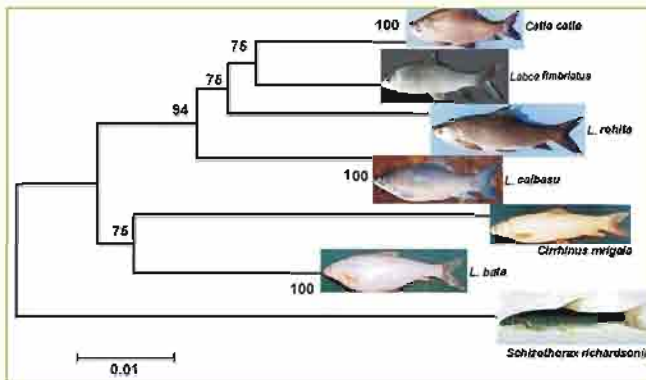 100
Catla catla
75
Labeo fimbriatus
75
94
L. rohita
100
L. calbasu
75
Cirrhinus mrigala
L. bata
100
Schizothorax richardsonii
0.01